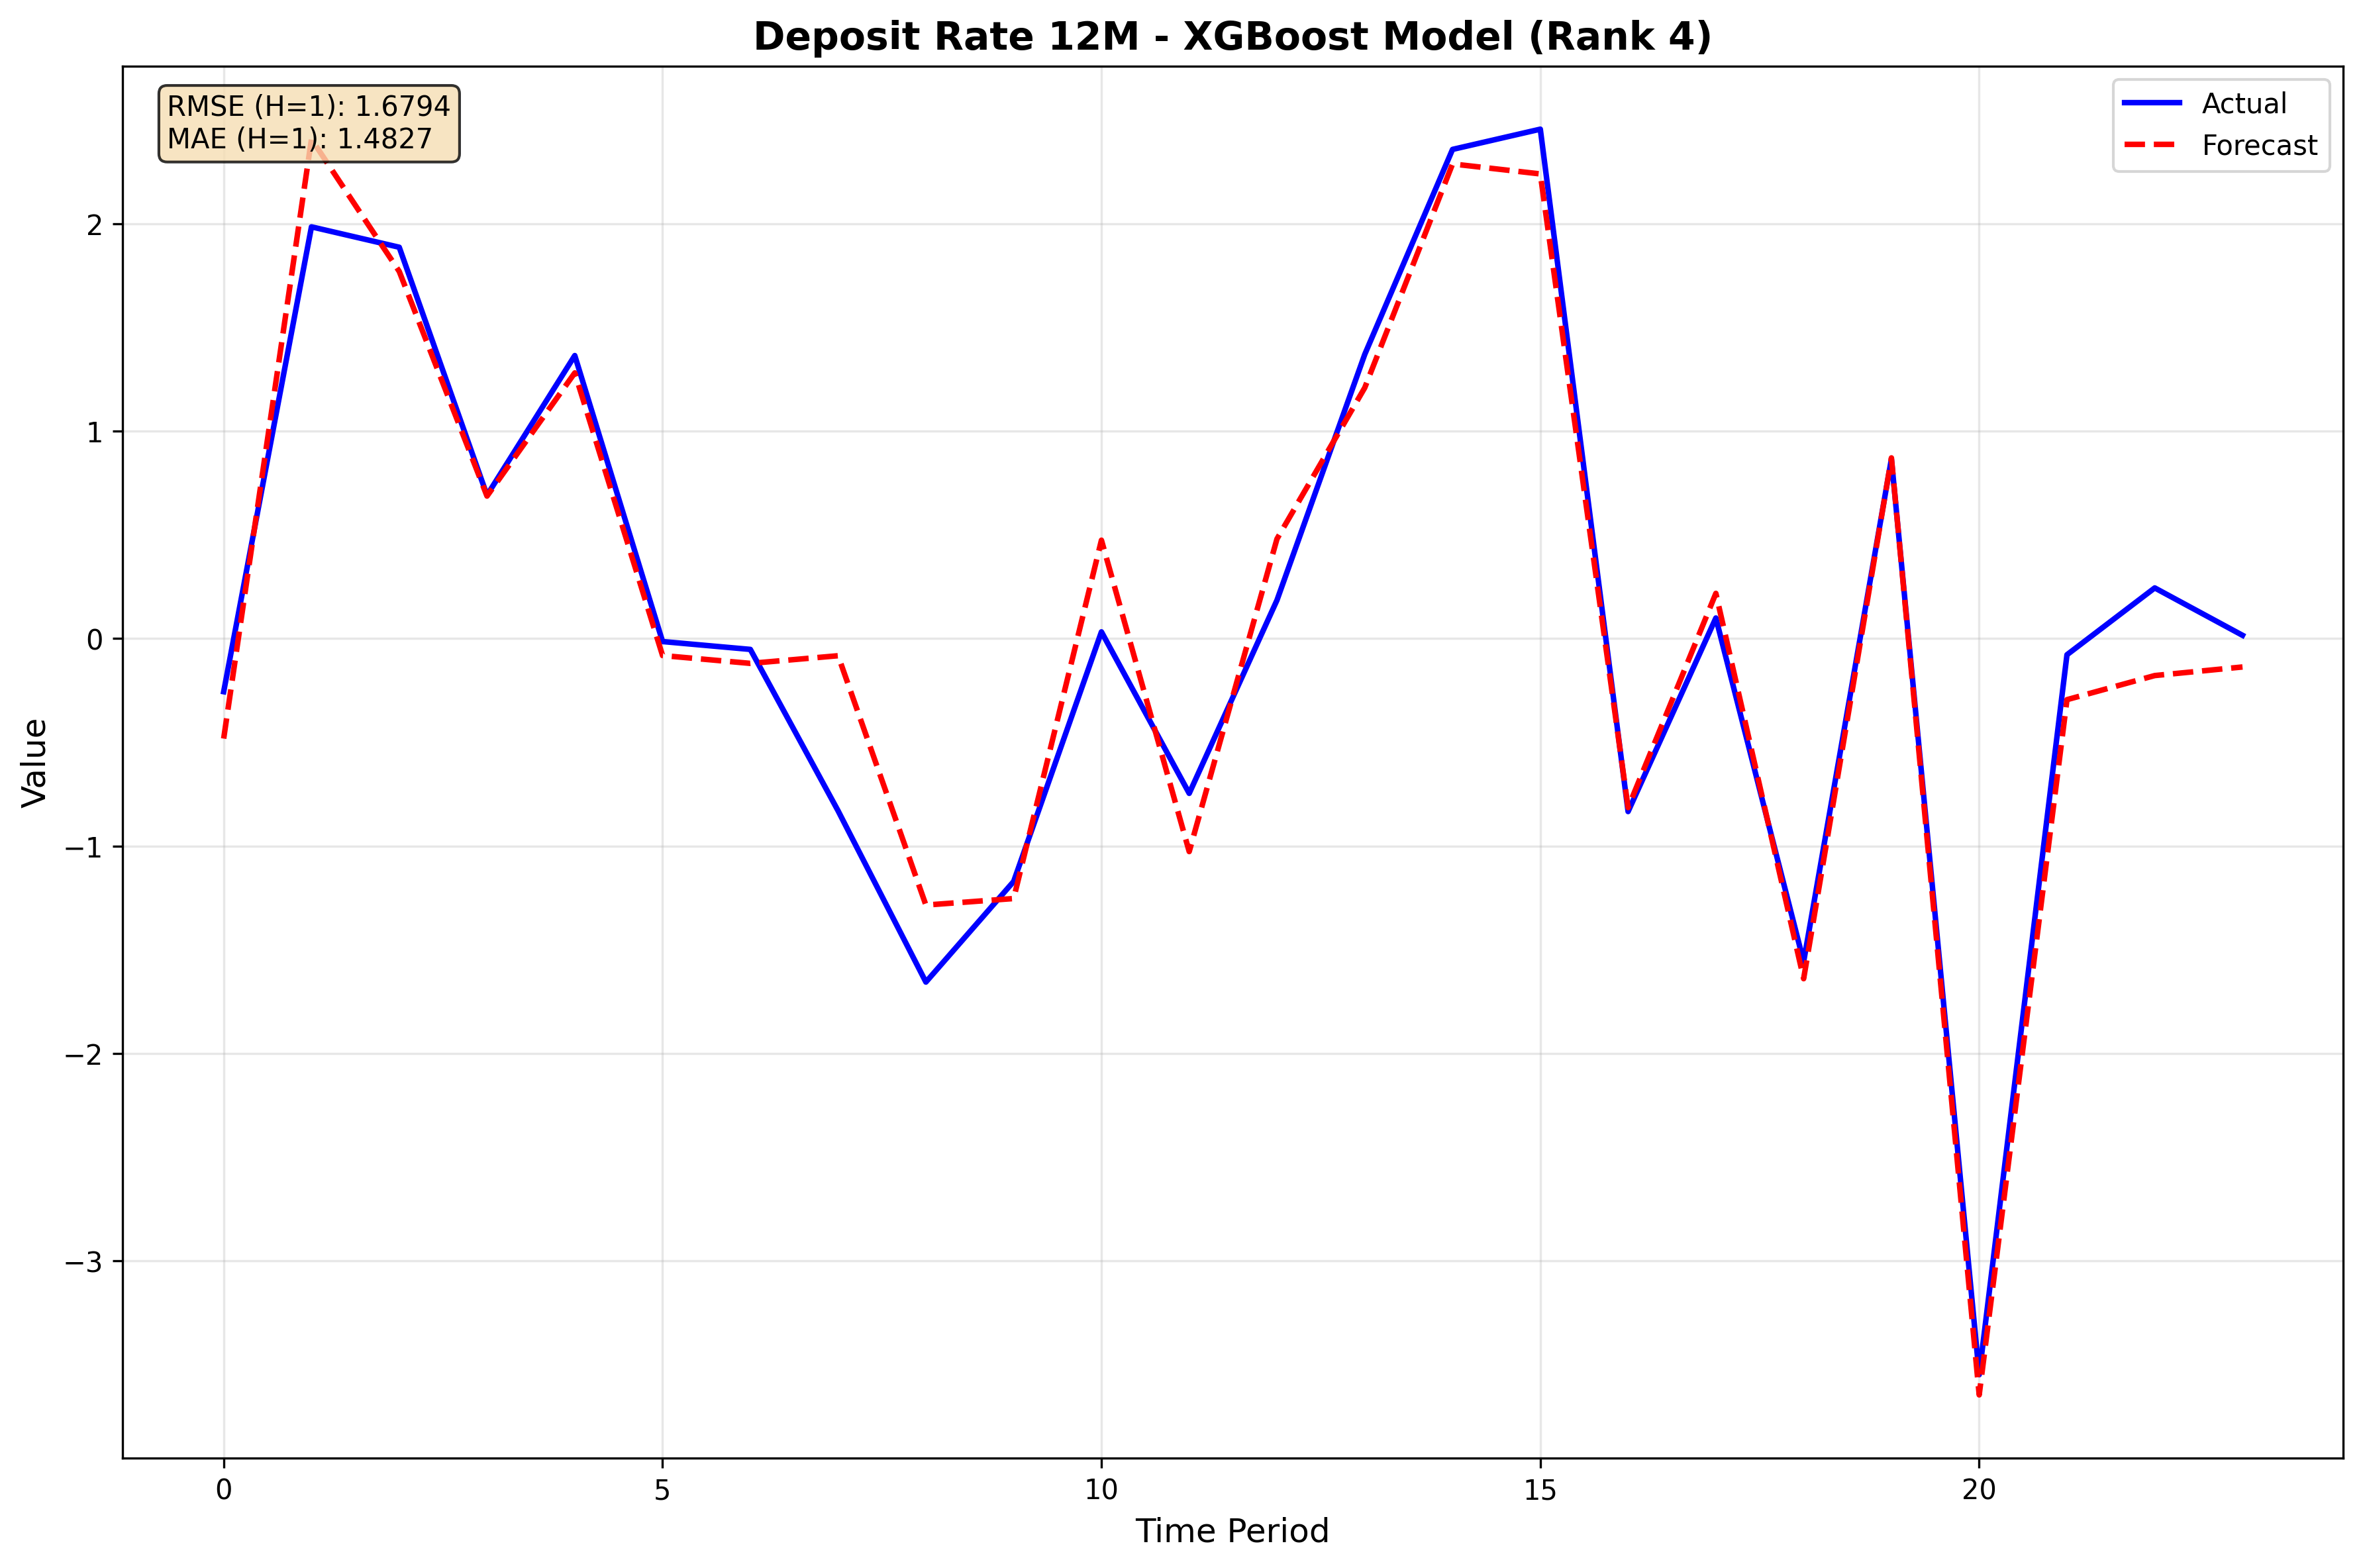 Deposit Rate 12M - XGBoost Model (Rank 4)
RMSE (H=1): 1.6794
MAE (H=1): 1.4827
Actual
Forecast
2
1
0
−1
−2
−3
Value
0 5 10 15 20
Time Period